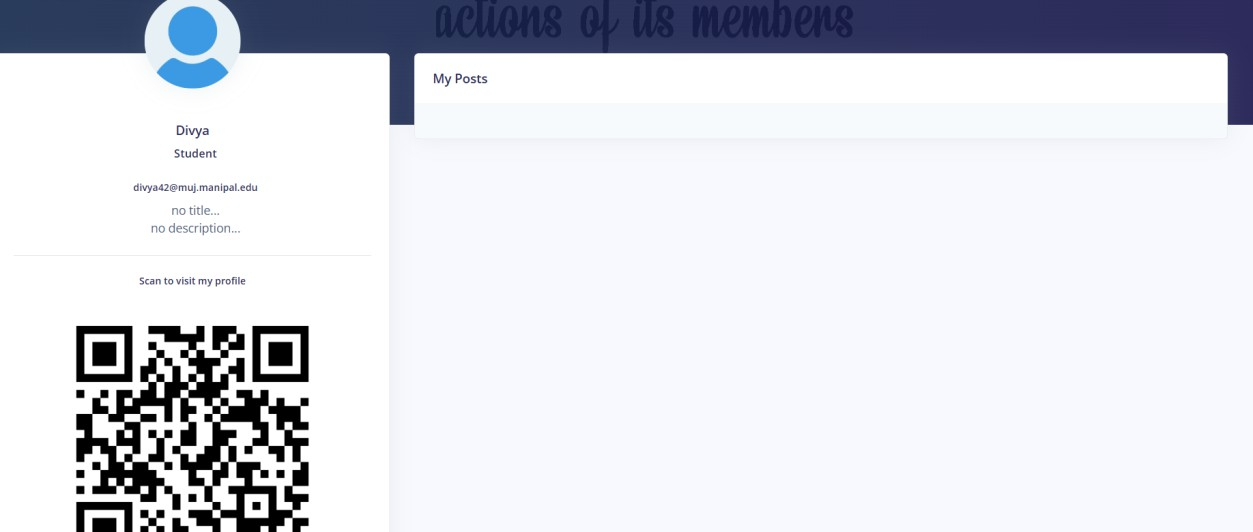 actions of its members
My Posts
Divya
Student
divya42@muj.manipal.edu
no title...
no description...
Scan to visit my profile